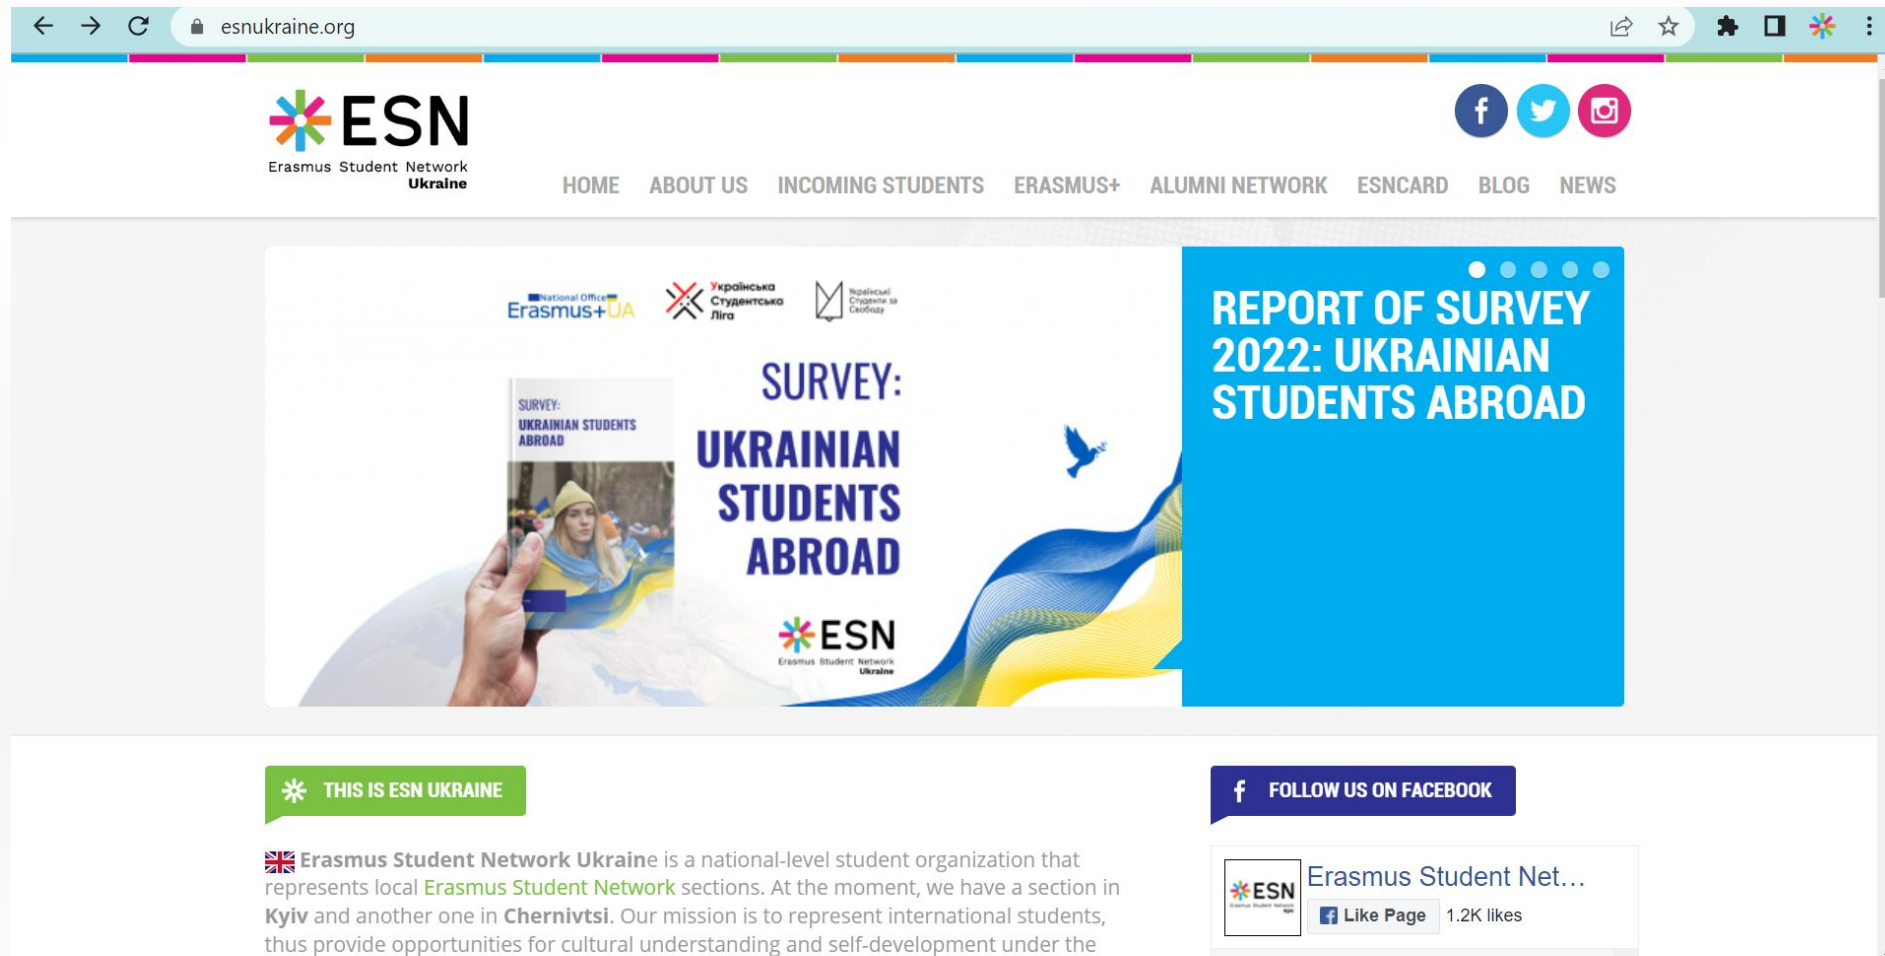 esnukraine.org
ESN
Erasmus Student Network
Ukraine
HOME ABOUT US INCOMING STUDENTS ERASMUS+ ALUMNI NETWORK ESNCARD BLOG NEWS
National Office
Erasmus+UA
Українська
Студентська
Ліга
Українські
Студенти за
Свободу
SURVEY:
UKRAINIAN
STUDENTS
ABROAD
SURVEY:
UKRAINIAN STUDENTS
ABROAD
ESN
Erasmus Student Network
Ukraine
REPORT OF SURVEY
2022: UKRAINIAN
STUDENTS ABROAD
THIS IS ESN UKRAINE
Erasmus Student Network Ukraine is a national-level student organization that
represents local Erasmus Student Network sections. At the moment, we have a section in
Kyiv and another one in Chernivtsi. Our mission is to represent international students,
thus provide opportunities for cultural understanding and self-development under the
FOLLOW US ON FACEBOOK
ESN
Erasmus Student Net...
Like Page 1.2K likes